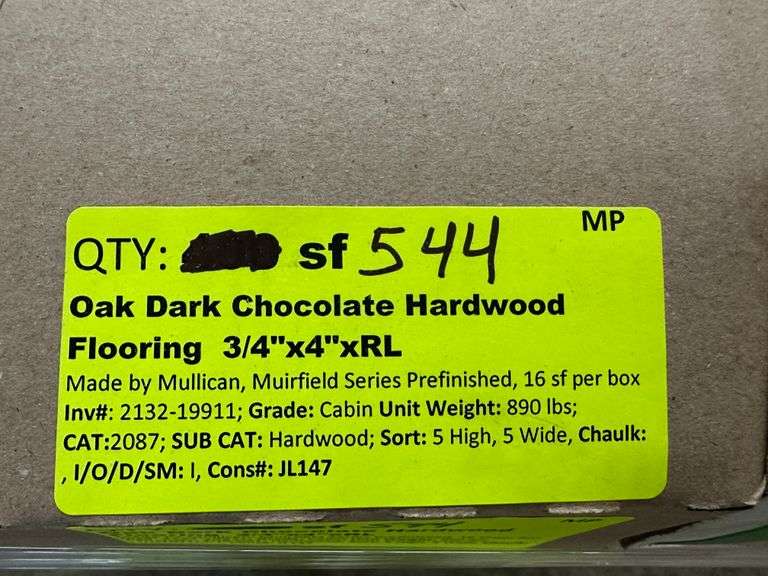 MP
QTY: sf 544
Oak Dark Chocolate Hardwood
Flooring 3/4"x4"xRL
Made by Mullican, Muirfield Series Prefinished, 16 sf per box
Inv#: 2132-19911; Grade: Cabin Unit Weight: 890 lbs;
CAT:2087; SUB CAT: Hardwood; Sort: 5 High, 5 Wide, Chaulk:
, I/O/D/SM: I, Cons#: JL147